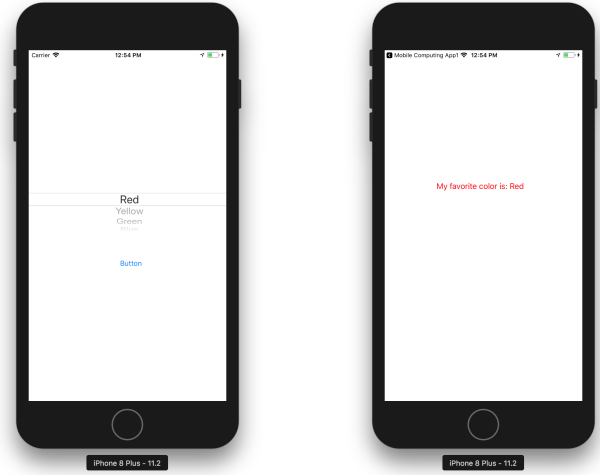 Carrier 12:54 PM
Red
Yellow
Green
Blue
Button
iPhone 8 Plus - 11.2
Mobile Computing App1 12:54 PM
My favorite color is: Red
iPhone 8 Plus - 11.2